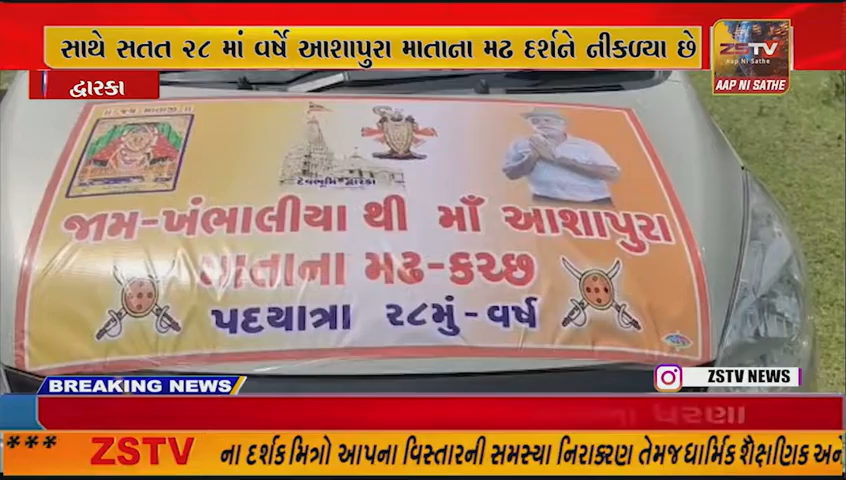 સાથે સતત ૨૮ માં વર્ષે આશાપુરા માતાના મઢ દર્શને નીકળ્યા છે
ZSTV
Aap Ni Sathe
AAP NI SATHE
દ્વારકા
દેવભૂમિ દ્વારકા
જામ-ખંભાલીયા થી માઁ આશાપુરા
માતાના મઢ-કચ્છ
પદયાત્રા ૨૮મું-વર્ષ
BREAKING NEWS
ZSTV NEWS
*** ZSTV ના દર્શક મિત્રો આપના વિસ્તારની સમસ્યા નિરાકરણ તેમજ ધાર્મિક શૈક્ષણિક અને